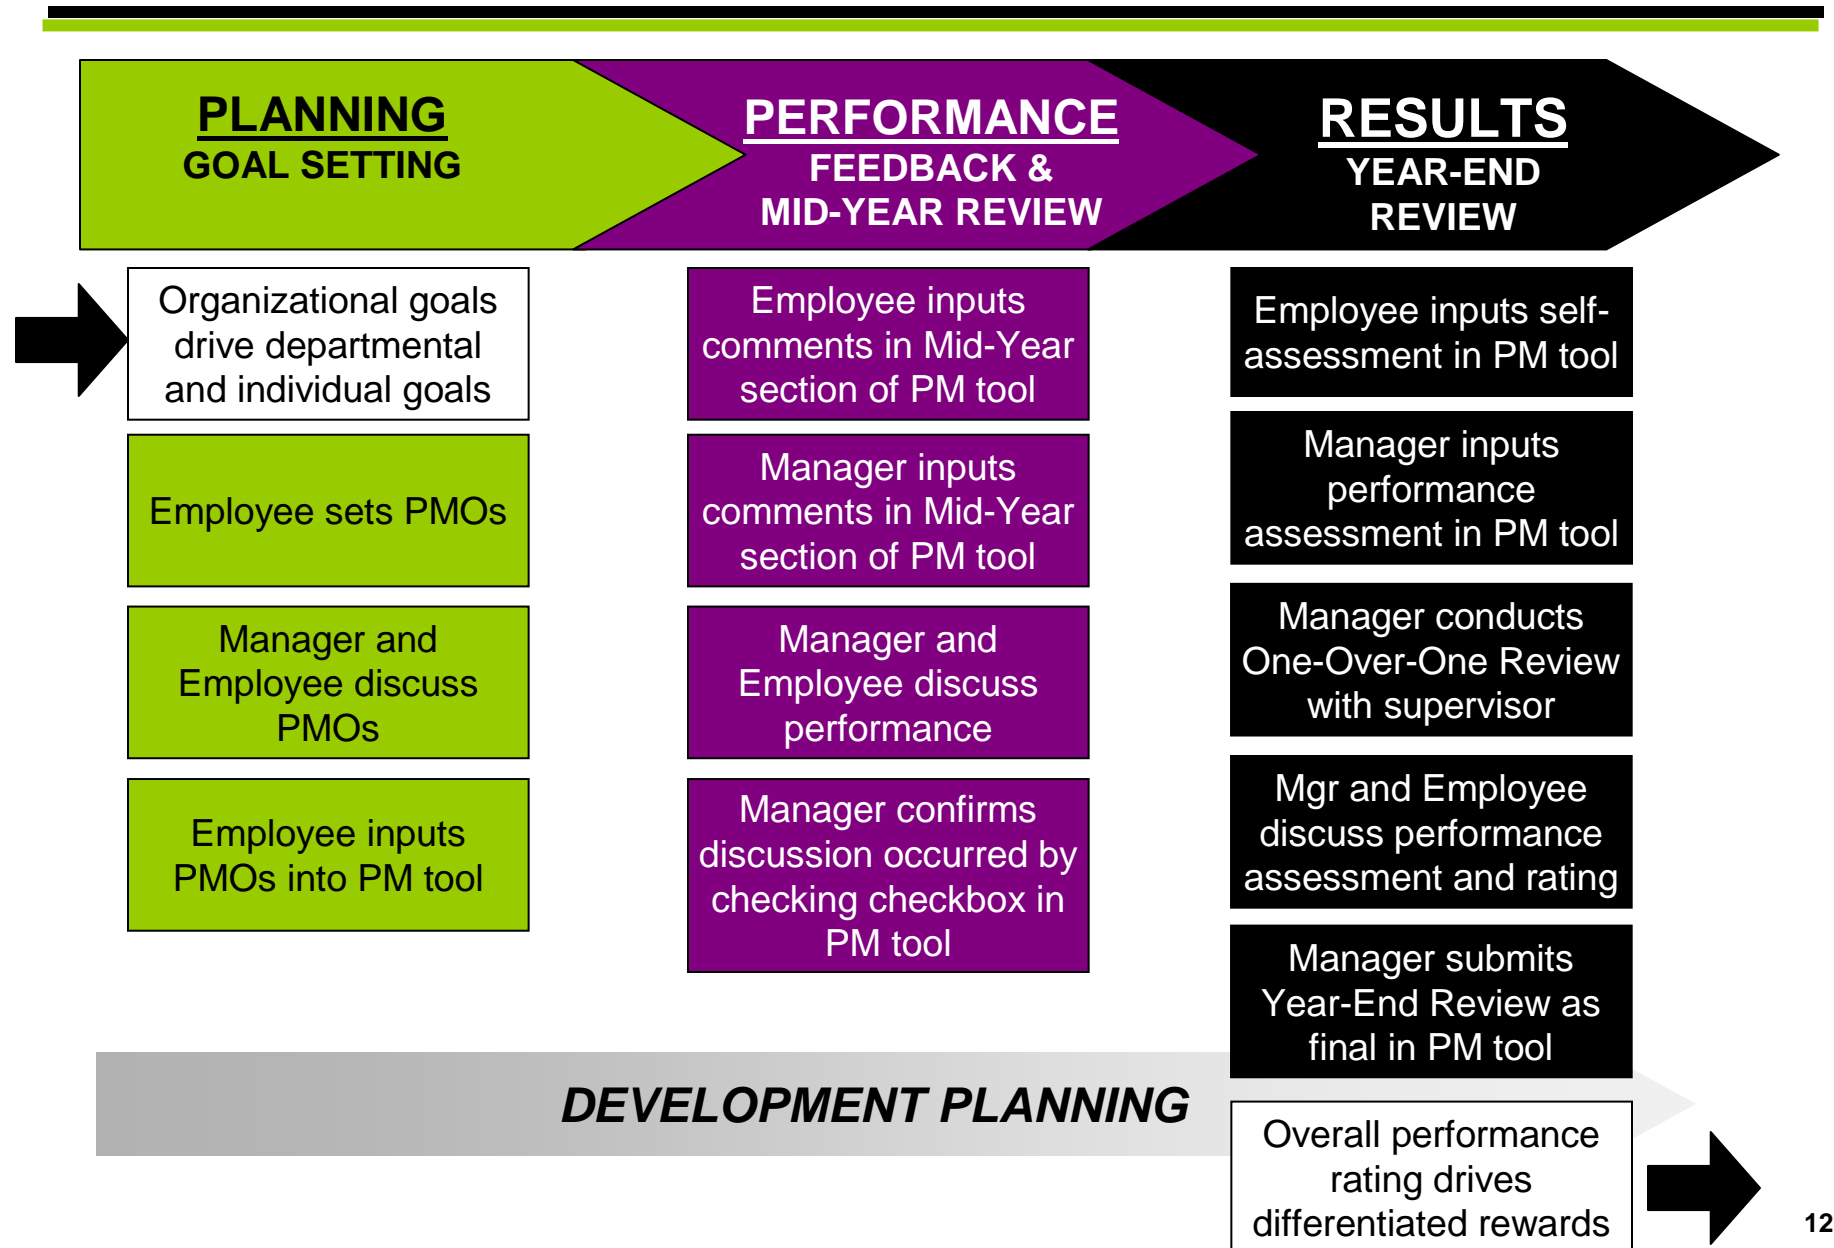 PLANNING
GOAL SETTING
PERFORMANCE
FEEDBACK &
MID-YEAR REVIEW
RESULTS
YEAR-END
REVIEW
Organizational goals
drive departmental
and individual goals
Employee sets PMOs
Manager and
Employee discuss
PMOs
Employee inputs
PMOs into PM tool
Employee inputs
comments in Mid-Year
section of PM tool
Manager inputs
comments in Mid-Year
section of PM tool
Manager and
Employee discuss
performance
Manager confirms
discussion occurred by
checking checkbox in
PM tool
Employee inputs self-
assessment in PM tool
Manager inputs
performance
assessment in PM tool
Manager conducts
One-Over-One Review
with supervisor
Mgr and Employee
discuss performance
assessment and rating
Manager submits
Year-End Review as
final in PM tool
DEVELOPMENT PLANNING
Overall performance
rating drives
differentiated rewards
12